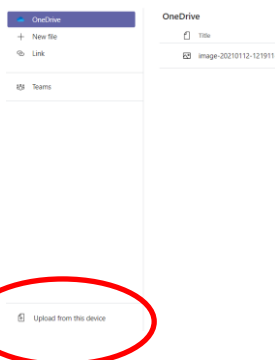 OneDrive
New file
Link
Teams
Upload from this device
OneDrive
Title
image-20210112-121911